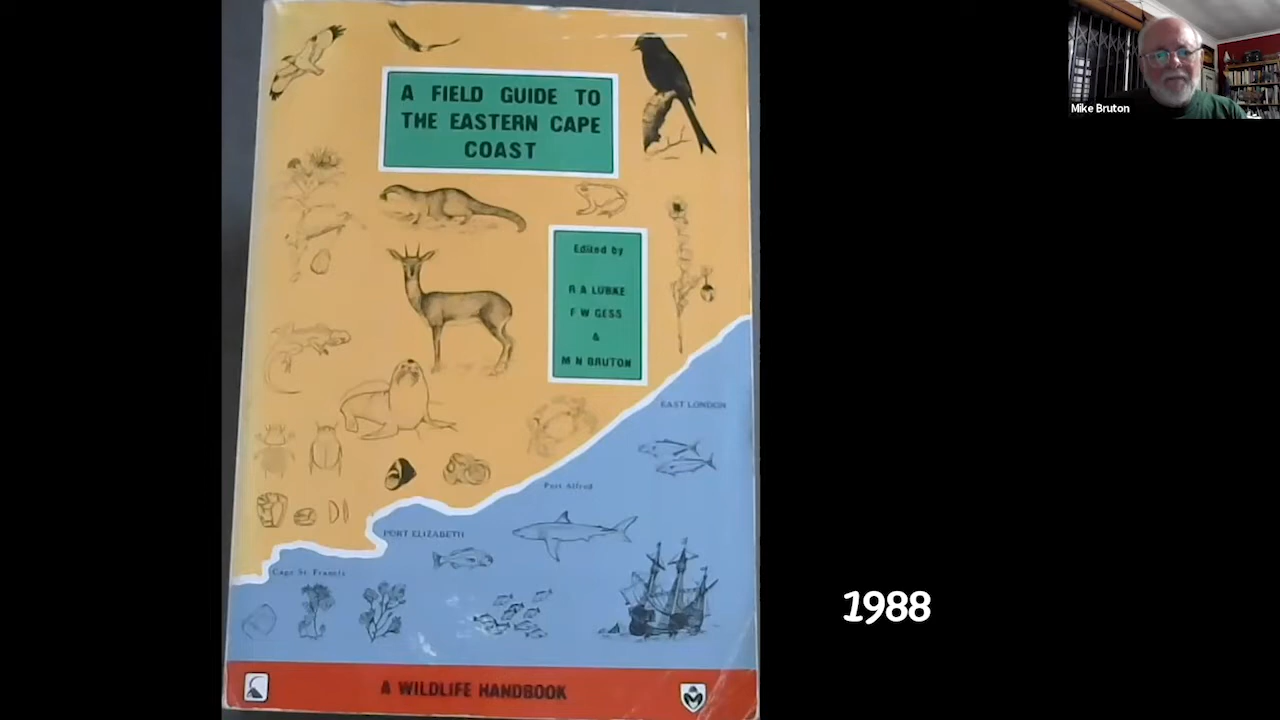 A FIELD GUIDE TO
THE EASTERN CAPE
COAST
Edited by
R A LUBKE
F W GESS
&
M N BRUTON
EAST LONDON
Port Alfred
PORT ELIZABETH
Cape St. Francis
A WILDLIFE HANDBOOK
1988
Mike Bruton